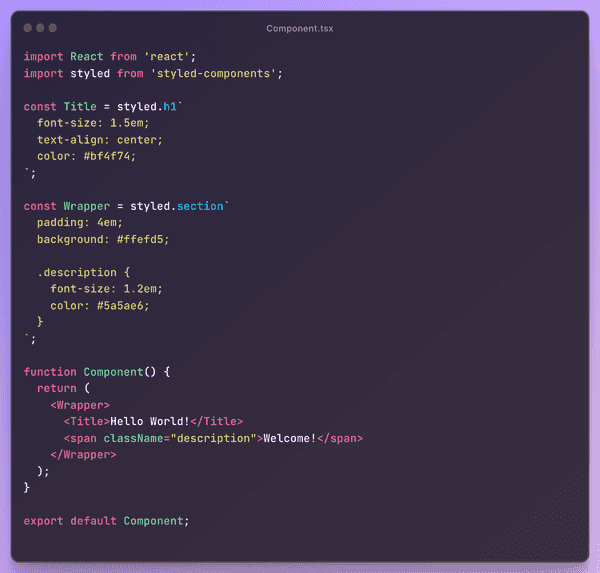 Component.tsx
import React from 'react';
import styled from 'styled-components';
const Title = styled.h1`
  font-size: 1.5em;
  text-align: center;
  color: #bf4f74;
`;
const Wrapper = styled.section`
  padding: 4em;
  background: #ffefd5;
  .description {
    font-size: 1.2em;
    color: #5a5ae6;
  }
`;
function Component() {
  return (
    <Wrapper>
      <Title>Hello World!</Title>
      <span className="description">Welcome!</span>
    </Wrapper>
  );
}
export default Component;